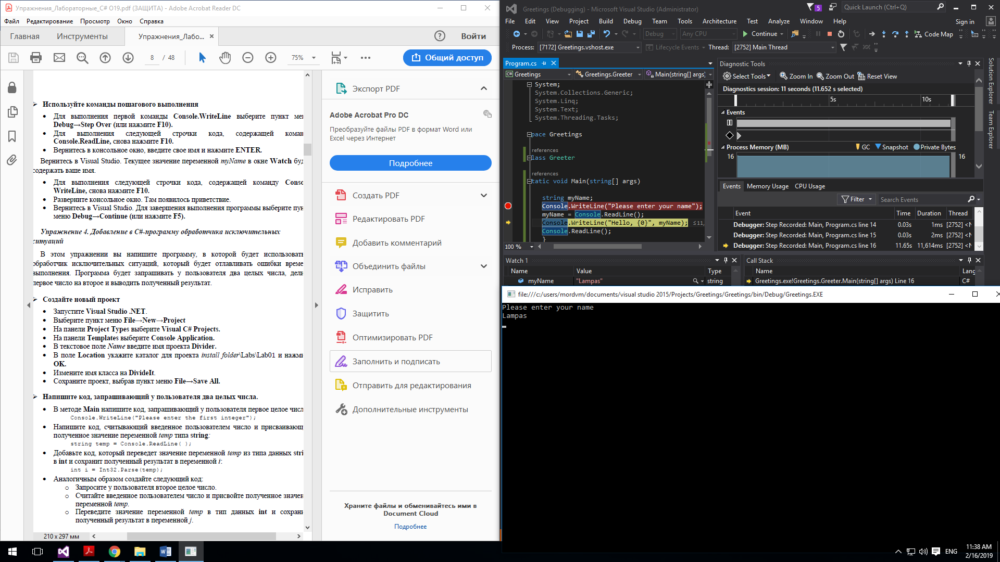 Упражнения_Лабораторные_C# O19.pdf (ЗАЩИТА) - Adobe Acrobat Reader DC
Файл Редактирование Просмотр Окно Справка
Главная Инструменты Упражнения_Лабо... × Войти
8 / 48 75% Общий доступ
Используйте команды пошагового выполнения
• Для выполнения первой команды Console.WriteLine выберите пункт мен
Debug→Step Over (или нажмите F10).
• Для выполнения следующей строчки кода, содержащей коман
Console.ReadLine, снова нажмите F10.
• Вернитесь в консольное окно, введите свое имя и нажмите ENTER.
Вернитесь в Visual Studio. Текущее значение переменной myName в окне Watch буд
содержать ваше имя.
• Для выполнения следующей строчки кода, содержащей команду Conso
WriteLine, снова нажмите F10.
• Разверните консольное окно. Там появилось приветствие.
• Вернитесь в Visual Studio. Для завершения выполнения программы выберите пун
меню Debug→Continue (или нажмите F5).
Упражнение 4. Добавление в C#-программу обработчика исключительных
ситуаций
В этом упражнении вы напишите программу, в которой будет использовать
обработчик исключительных ситуаций, который будет отлавливать ошибки време
выполнения. Программа будет запрашивать у пользователя два целых числа, дели
первое число на второе и выводить полученный результат.
Создайте новый проект
• Запустите Visual Studio .NET.
• Выберите пункт меню File→New→Project
• На панели Project Types выберите Visual C# Projects.
• На панели Templates выберите Console Application.
• В текстовое поле Name введите имя проекта Divider.
• В поле Location укажите каталог для проекта install folder\Labs\Lab01 и нажми
OK.
• Измените имя класса на DivideIt.
• Сохраните проект, выбрав пункт меню File→Save All.
Напишите код, запрашивающий у пользователя два целых числа.
• В методе Main напишите код, запрашивающий у пользователя первое целое числ
Console.WriteLine("Please enter the first integer");
• Напишите код, считывающий введенное пользователем число и присваивающ
полученное значение переменной temp типа string:
string temp = Console.ReadLine( );
• Добавьте код, который переведет значение переменной temp из типа данных stri
в int и сохранит полученный результат в переменной i:
int i = Int32.Parse(temp);
• Аналогичным образом создайте следующий код:
o Запросите у пользователя второе целое число.
o Считайте введенное пользователем число и присвойте полученное значен
переменной temp.
o Переведите значение переменной temp в тип данных int и сохрани
полученный результат в переменной j.
210 x 297 мм
Экспорт PDF
Adobe Acrobat Pro DC
Преобразуйте файлы PDF в формат Word или
Excel через Интернет
Подробнее
Создать PDF
Редактировать PDF
Добавить комментарий
Объединить файлы
Исправить
Защитить
Оптимизировать PDF
Заполнить и подписать
Отправить для редактирования
Дополнительные инструменты
Храните файлы и обменивайтесь ими в
Document Cloud
Подробнее
Greetings (Debugging) - Microsoft Visual Studio (Administrator) 5 Quick Launch (Ctrl+Q)
File Edit View Project Build Debug Team Tools Architecture Test Analyze Window Help Sign in
Debug Any CPU Continue Code Map
Process: [7172] Greetings.vshost.exe Lifecycle Events Thread: [2752] Main Thread
Program.cs
Greetings Greetings.Greeter Main(string[] args)
System;
System.Collections.Generic;
System.Linq;
System.Text;
System.Threading.Tasks;
pace Greetings
references
lass Greeter
references
tatic void Main(string[] args)
string myName;
Console.WriteLine("Please enter your name");
myName = Console.ReadLine();
Console.WriteLine("Hello, {0}", myName); ≤11,
Console.ReadLine();
}
100 %
Diagnostic Tools
Select Tools Zoom In Zoom Out Reset View
Diagnostics session: 11 seconds (11.652 s selected)
5s 10s
Events
Process Memory (MB) GC Snapshot Private Bytes
16 16
Events Memory Usage CPU Usage
Filter Search Events
Event Time Duration Thread
Debugger: Step Recorded: Main, Program.cs line 14 0.03s 1ms [2752] <N
Debugger: Step Recorded: Main, Program.cs line 15 0.03s 2ms [2752] <N
Debugger: Step Recorded: Main, Program.cs line 16 11.65s 11,614ms [2752] <N
Solution Explorer
Team Explorer
Watch 1
Name Value Type
myName "Lampas" string
Call Stack
Name Lang
Greetings.exe!Greetings.Greeter.Main(string[] args) Line 16 C#
file:///c:/users/mordvm/documents/visual studio 2015/Projects/Greetings/Greetings/bin/Debug/Greetings.EXE
Please enter your name
Lampas
ENG
11:38 AM
2/16/2019